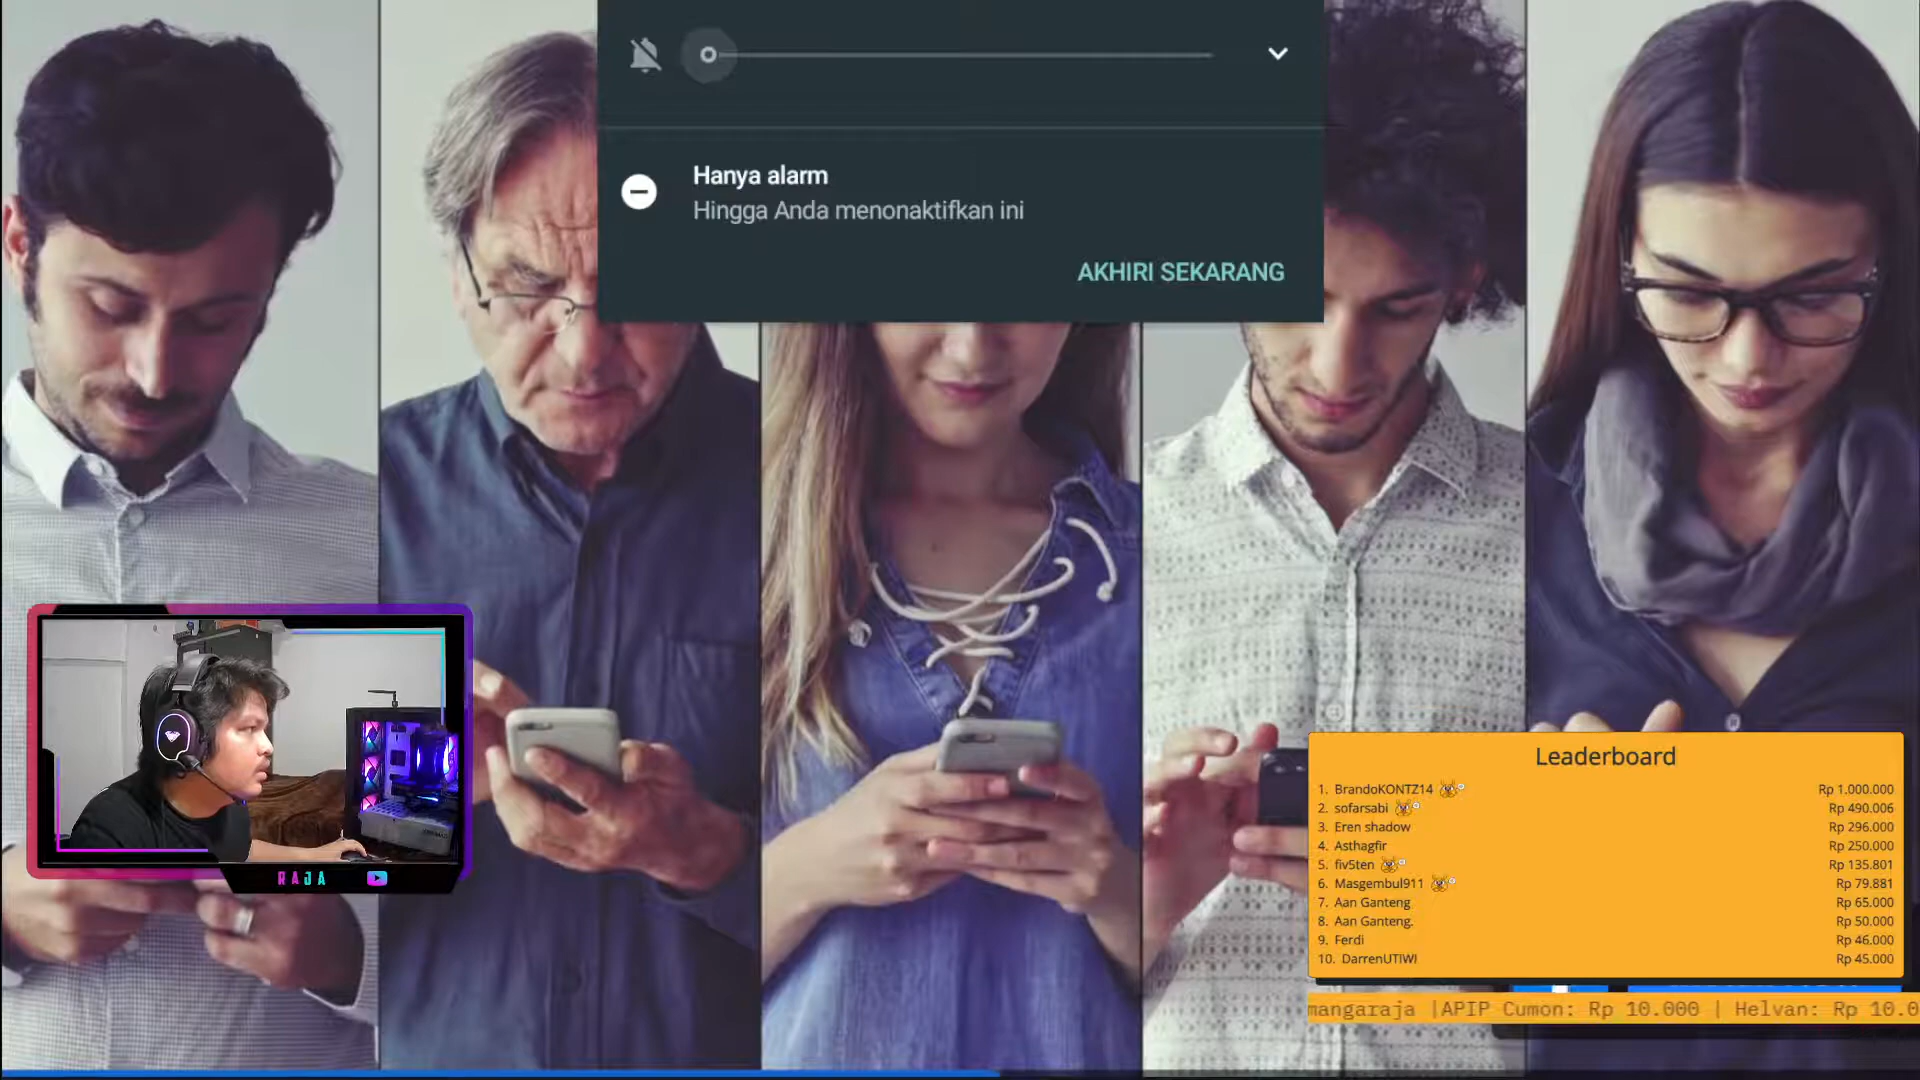 Hanya alarm
Hingga Anda menonaktifkan ini
AKHIRI SEKARANG
RAJA
Leaderboard
1. BrandoKONTZ14 Rp 1.000.000
2. sofarsabi Rp 490.006
3. Eren shadow Rp 296.000
4. Asthagfir Rp 250.000
5. fiv5ten Rp 135.801
6. Masgembul911 Rp 79.881
7. Aan Ganteng Rp 65.000
8. Aan Ganteng. Rp 50.000
9. Ferdi Rp 46.000
10. DarrenUTIWI Rp 45.000
mangaraja |APIP Cumon: Rp 10.000 | Helvan: Rp 10.0